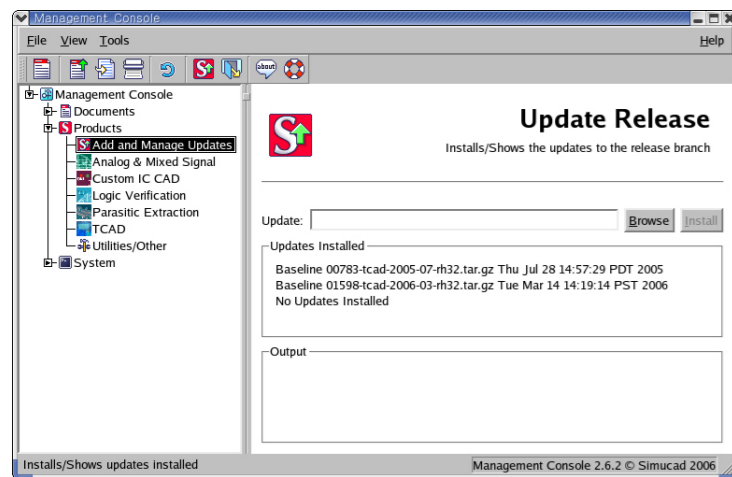 Management Console
File View Tools Help
about
Management Console
Documents
Products
Add and Manage Updates
Analog & Mixed Signal
Custom IC CAD
Logic Verification
Parasitic Extraction
TCAD
Utilities/Other
System
Update Release
Installs/Shows the updates to the release branch
Update: Browse Install
Updates Installed
Baseline 00783-tcad-2005-07-rh32.tar.gz Thu Jul 28 14:57:29 PDT 2005
Baseline 01598-tcad-2006-03-rh32.tar.gz Tue Mar 14 14:19:14 PST 2006
No Updates Installed
Output
Installs/Shows updates installed
Management Console 2.6.2 © Simucad 2006